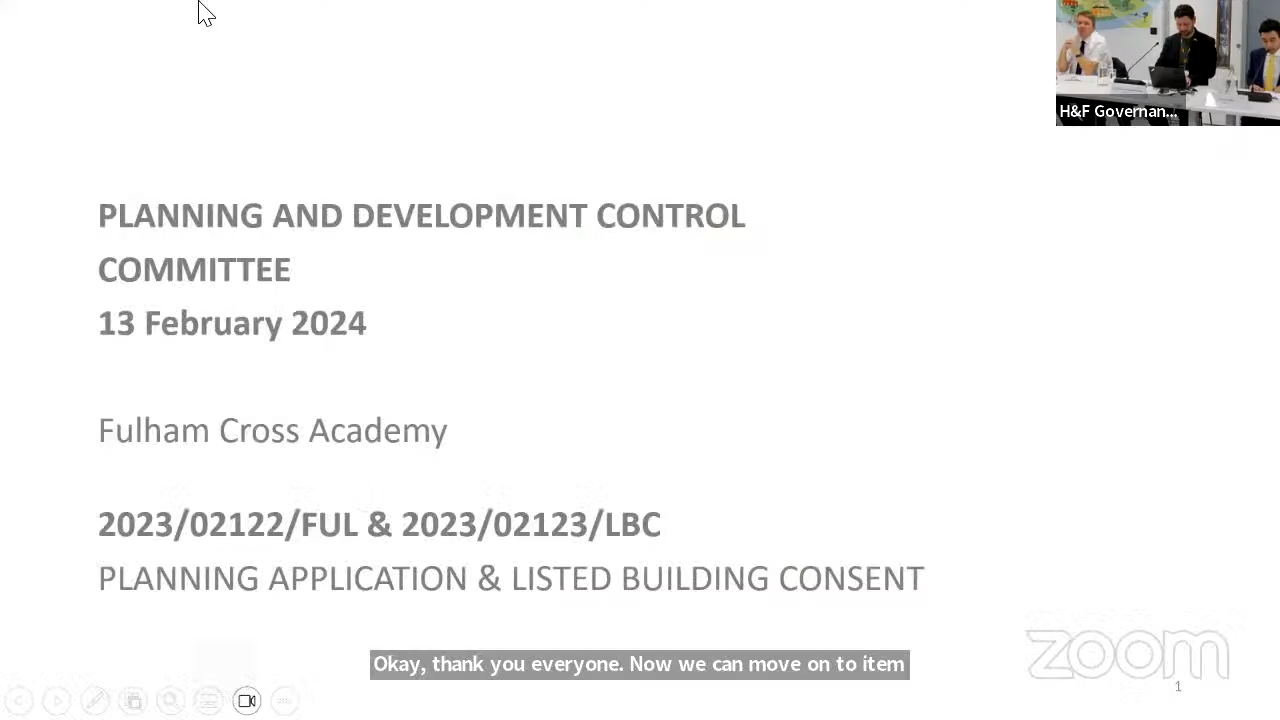 H&F Governan...
PLANNING AND DEVELOPMENT CONTROL
COMMITTEE
13 February 2024
Fulham Cross Academy
2023/02122/FUL & 2023/02123/LBC
PLANNING APPLICATION & LISTED BUILDING CONSENT
Okay, thank you everyone. Now we can move on to item
zoom
1